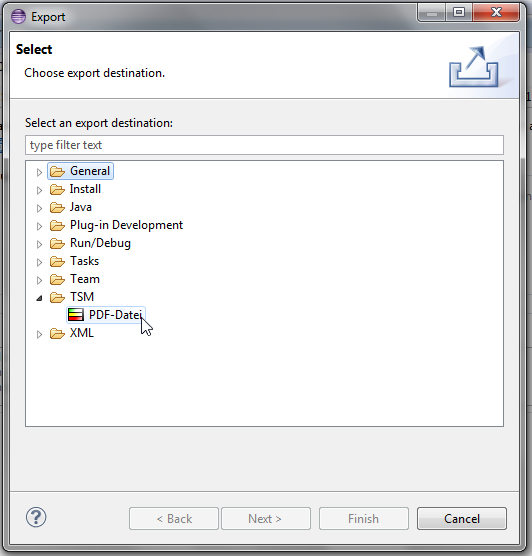 Export
Select
Choose export destination.
Select an export destination:
type filter text
General
Install
Java
Plug-in Development
Run/Debug
Tasks
Team
TSM
PDF-Datei
XML
?
< Back
Next >
Finish
Cancel